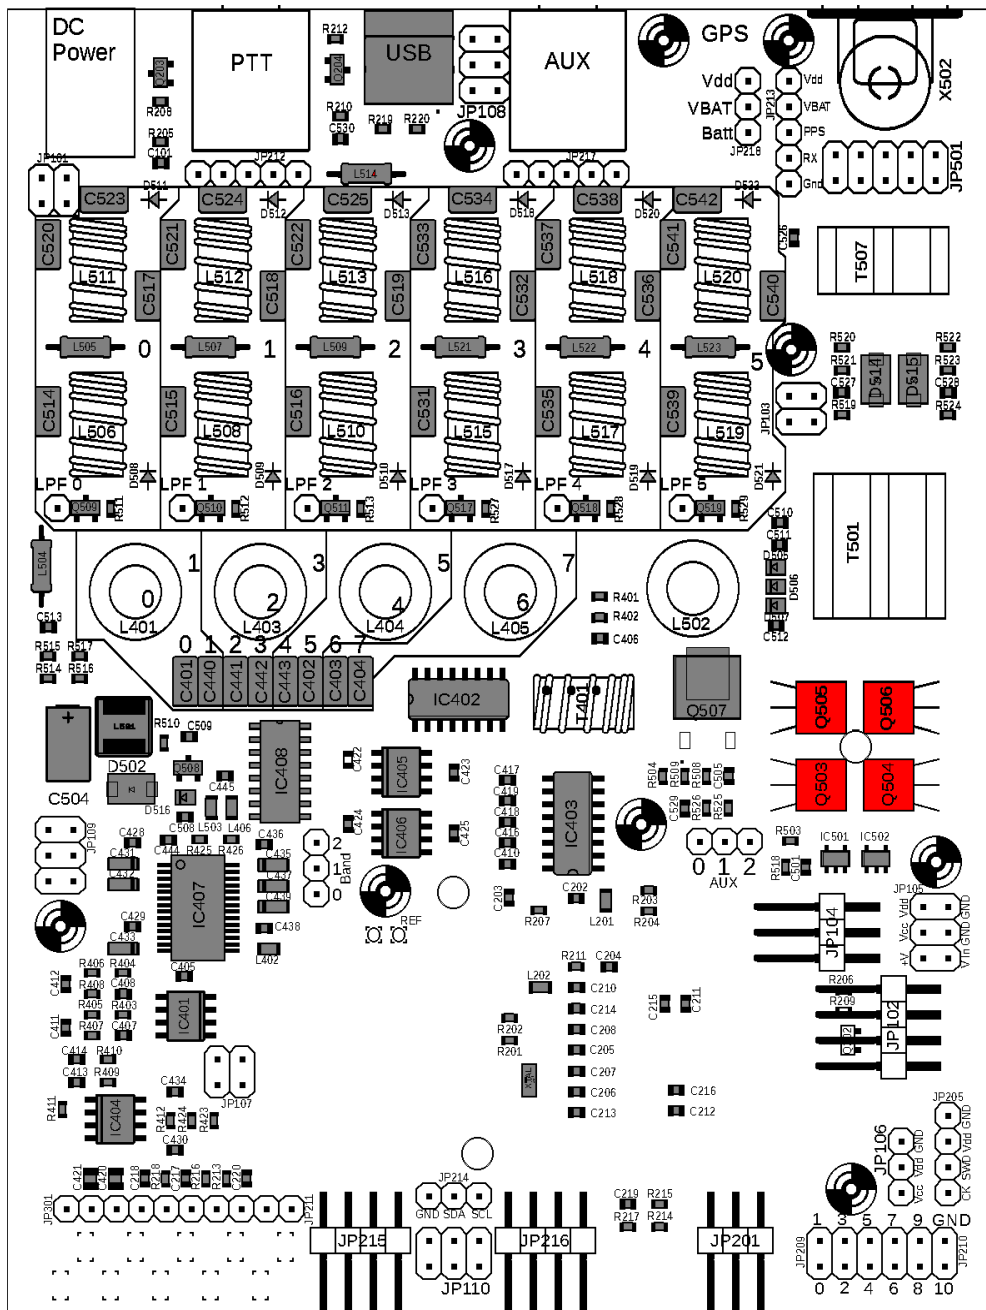 DC Power
PTT
R212
Q204
USB
JP108
AUX
GPS
X502
Q203
R208
R205
C101
R210
C530
R219
R220
Vdd
VBAT
Batt
JP218
JP213
Vdd
VBAT
PPS
RX
Gnd
JP501
JP101
JP212
L514
JP217
C523
D511
C524
D512
C525
D513
C534
D518
C538
D520
C542
D522
C520
L511
C517
C521
L512
C518
C522
L513
C519
C533
L516
C532
C537
L518
C536
C541
L520
C540
C526
T507
L505
0
L507
1
L509
2
L521
3
L522
4
L523
5
R520
R521
C527
R519
D514
D515
R522
R523
C528
R524
JP103
C514
L506
D508
C515
L508
D509
C516
L510
D510
C531
L515
D517
C535
L517
D519
C539
L519
D521
LPF 0
Q509
R511
LPF 1
Q510
R512
LPF 2
Q511
R513
LPF 3
Q517
R527
LPF 4
Q518
R528
LPF 5
Q519
R529
C510
C511
D505
D506
D507
C512
T501
L504
C513
R515
R517
R514
R516
0
L401
1
2
L403
3
4
L404
5
6
L405
7
R401
R402
C406
L502
0
1
2
3
4
5
6
7
C401
C440
C441
C442
C443
C402
C403
C404
IC402
T401
Q507
Q505
Q506
Q503
Q504
C504
L501
R510
C509
D502
Q508
C445
D516
C508
L503
L406
IC408
C422
IC405
C423
C424
IC406
C425
C417
C419
C418
C416
C410
IC403
R504
R509
R508
C505
C529
R526
R525
0
1
2
AUX
R503
R518
C501
IC501
IC502
JP109
C428
C431
C432
C444
R425
R426
C436
C435
C437
C439
C438
L402
IC407
C429
C433
2
1
0
Band
REF
C203
R207
C202
L201
R203
R204
JP104
JP105
Vdd
GND
Vcc
GND
+V
Vin
R406
R404
C412
R408
C408
R405
R403
C411
R407
C407
C405
IC401
C414
R410
C413
R409
JP107
R411
IC404
C434
R412
R424
R423
C430
L202
R202
R201
R211
C204
C210
C214
C208
C205
C207
C206
C213
C215
C211
C216
C212
R206
R209
JP102
JP106
GND
Vdd
Vcc
JP205
GND
Vdd
SWD
CK
C421
C420
C218
R218
C217
R216
R213
C220
JP301
JP211
JP214
GND SDA SCL
JP215
JP110
JP216
C219
R215
R217
R214
JP201
1 3 5 7 9 GND
JP209
JP210
0 2 4 6 8 10